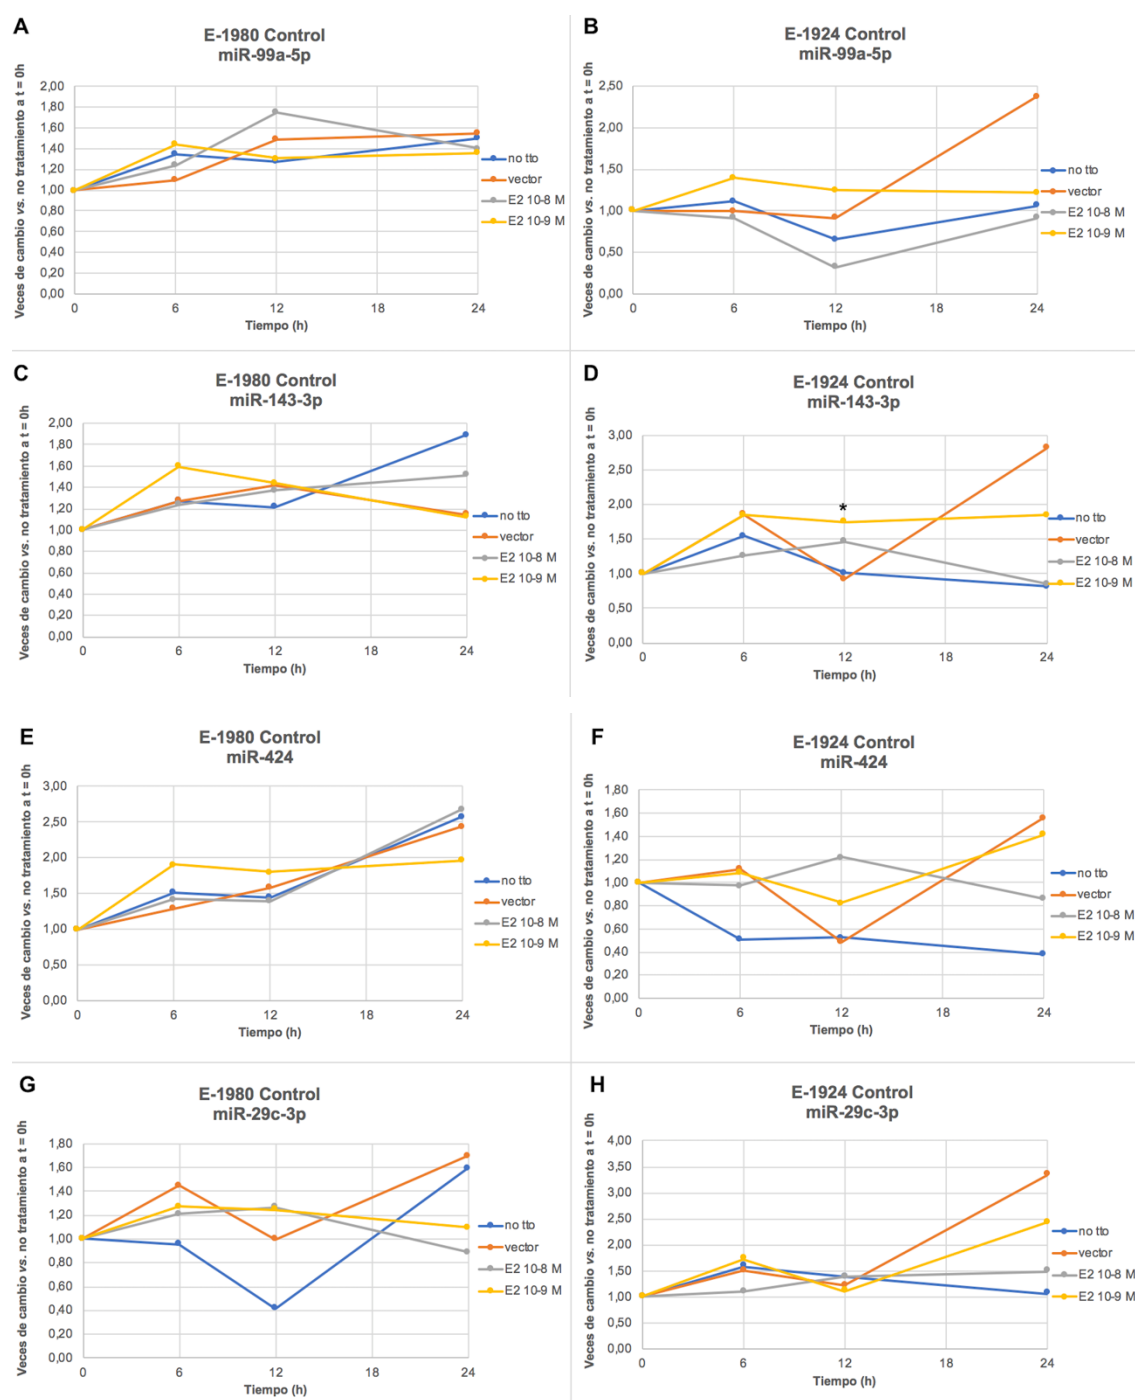 A
E-1980 Control
miR-99a-5p
Veces de cambio vs. no tratamiento a t = 0h
2,00
1,80
1,60
1,40
1,20
1,00
0,80
0,60
0,40
0,20
0,00
0 6 12 18 24
Tiempo (h)
no tto
vector
E2 10-8 M
E2 10-9 M
B
E-1924 Control
miR-99a-5p
Veces de cambio vs. no tratamiento a t = 0h
2,50
2,00
1,50
1,00
0,50
0,00
0 6 12 18 24
Tiempo (h)
no tto
vector
E2 10-8 M
E2 10-9 M
C
E-1980 Control
miR-143-3p
Veces de cambio vs. no tratamiento a t = 0h
2,00
1,80
1,60
1,40
1,20
1,00
0,80
0,60
0,40
0,20
0,00
0 6 12 18 24
Tiempo (h)
no tto
vector
E2 10-8 M
E2 10-9 M
D
E-1924 Control
miR-143-3p
Veces de cambio vs. no tratamiento a t = 0h
3,00
2,50
2,00
1,50
1,00
0,50
0,00
*
0 6 12 18 24
Tiempo (h)
no tto
vector
E2 10-8 M
E2 10-9 M
E
E-1980 Control
miR-424
Veces de cambio vs. no tratamiento a t = 0h
3,00
2,50
2,00
1,50
1,00
0,50
0,00
0 6 12 18 24
Tiempo (h)
no tto
vector
E2 10-8 M
E2 10-9 M
F
E-1924 Control
miR-424
Veces de cambio vs. no tratamiento a t = 0h
1,80
1,60
1,40
1,20
1,00
0,80
0,60
0,40
0,20
0,00
0 6 12 18 24
Tiempo (h)
no tto
vector
E2 10-8 M
E2 10-9 M
G
E-1980 Control
miR-29c-3p
Veces de cambio vs. no tratamiento a t = 0h
1,80
1,60
1,40
1,20
1,00
0,80
0,60
0,40
0,20
0,00
0 6 12 18 24
Tiempo (h)
no tto
vector
E2 10-8 M
E2 10-9 M
H
E-1924 Control
miR-29c-3p
Veces de cambio vs. no tratamiento a t = 0h
4,00
3,50
3,00
2,50
2,00
1,50
1,00
0,50
0,00
0 6 12 18 24
Tiempo (h)
no tto
vector
E2 10-8 M
E2 10-9 M